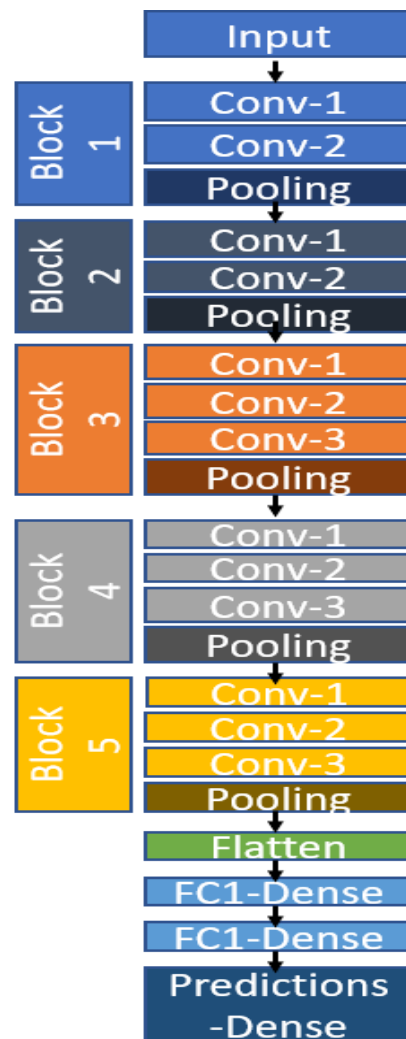 Input
Block 1
Conv-1
Conv-2
Pooling
Block 2
Conv-1
Conv-2
Pooling
Block 3
Conv-1
Conv-2
Conv-3
Pooling
Block 4
Conv-1
Conv-2
Conv-3
Pooling
Block 5
Conv-1
Conv-2
Conv-3
Pooling
Flatten
FC1-Dense
FC1-Dense
Predictions
-Dense